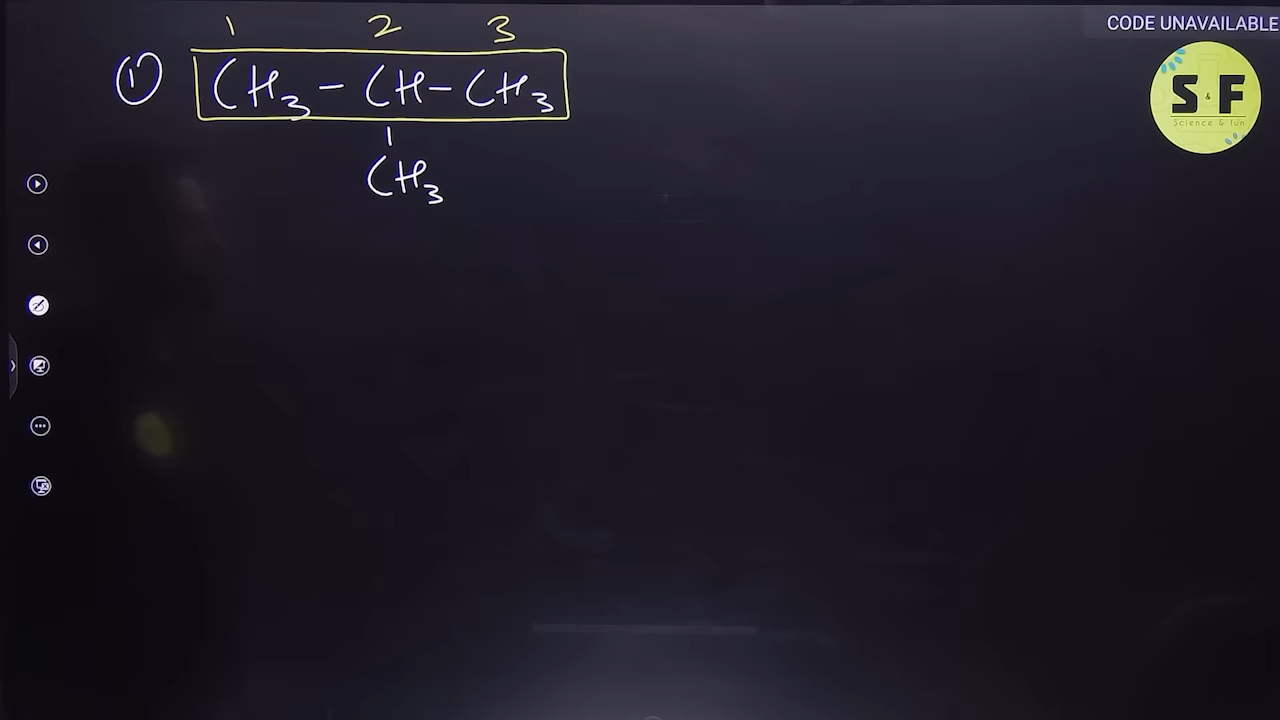 CODE UNAVAILABLE
1 2 3
① CH₃ – CH – CH₃
|
CH₃
S & F
Science & fun